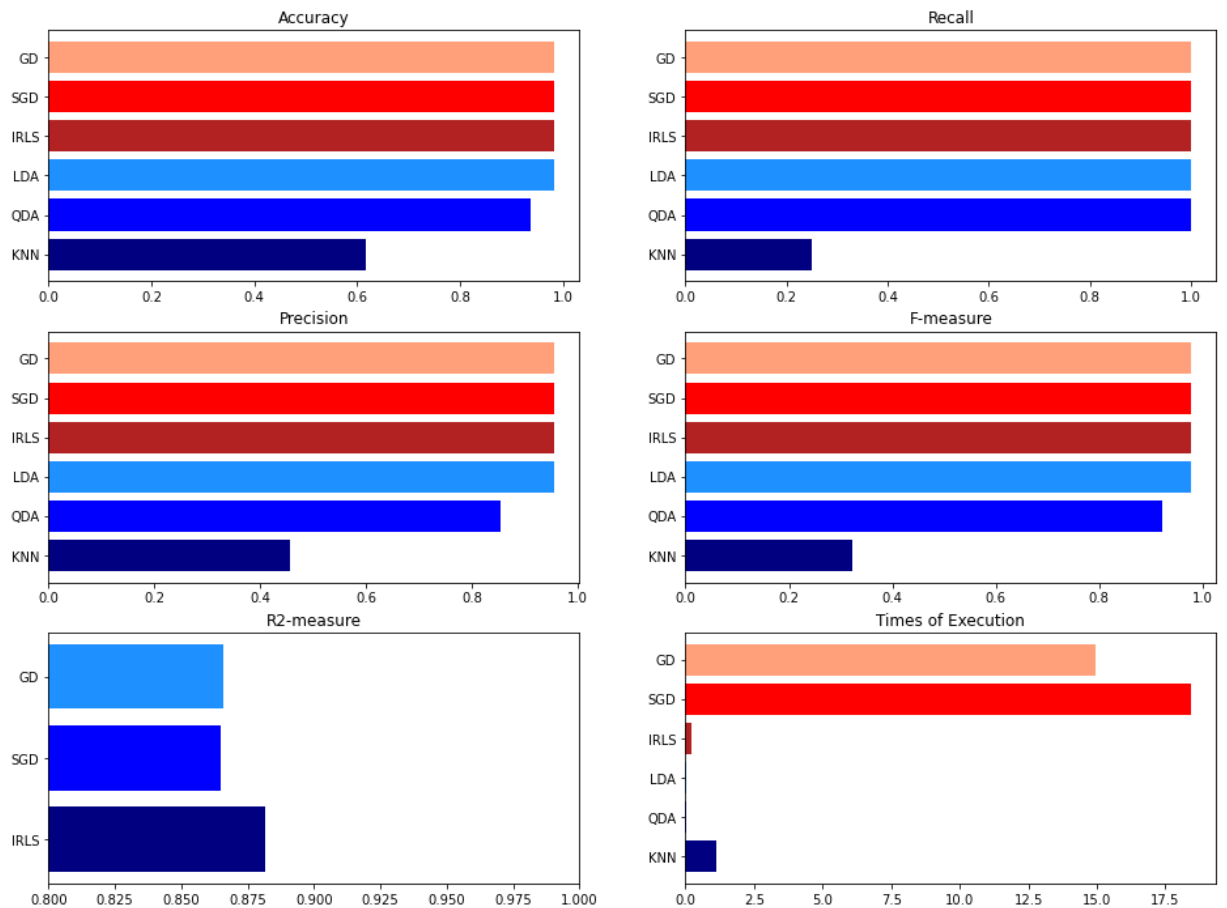 Accuracy
GD
SGD
IRLS
LDA
QDA
KNN
0.0 0.2 0.4 0.6 0.8 1.0
Recall
GD
SGD
IRLS
LDA
QDA
KNN
0.0 0.2 0.4 0.6 0.8 1.0
Precision
GD
SGD
IRLS
LDA
QDA
KNN
0.0 0.2 0.4 0.6 0.8 1.0
F-measure
GD
SGD
IRLS
LDA
QDA
KNN
0.0 0.2 0.4 0.6 0.8 1.0
R2-measure
GD
SGD
IRLS
0.800 0.825 0.850 0.875 0.900 0.925 0.950 0.975 1.000
Times of Execution
GD
SGD
IRLS
LDA
QDA
KNN
0.0 2.5 5.0 7.5 10.0 12.5 15.0 17.5